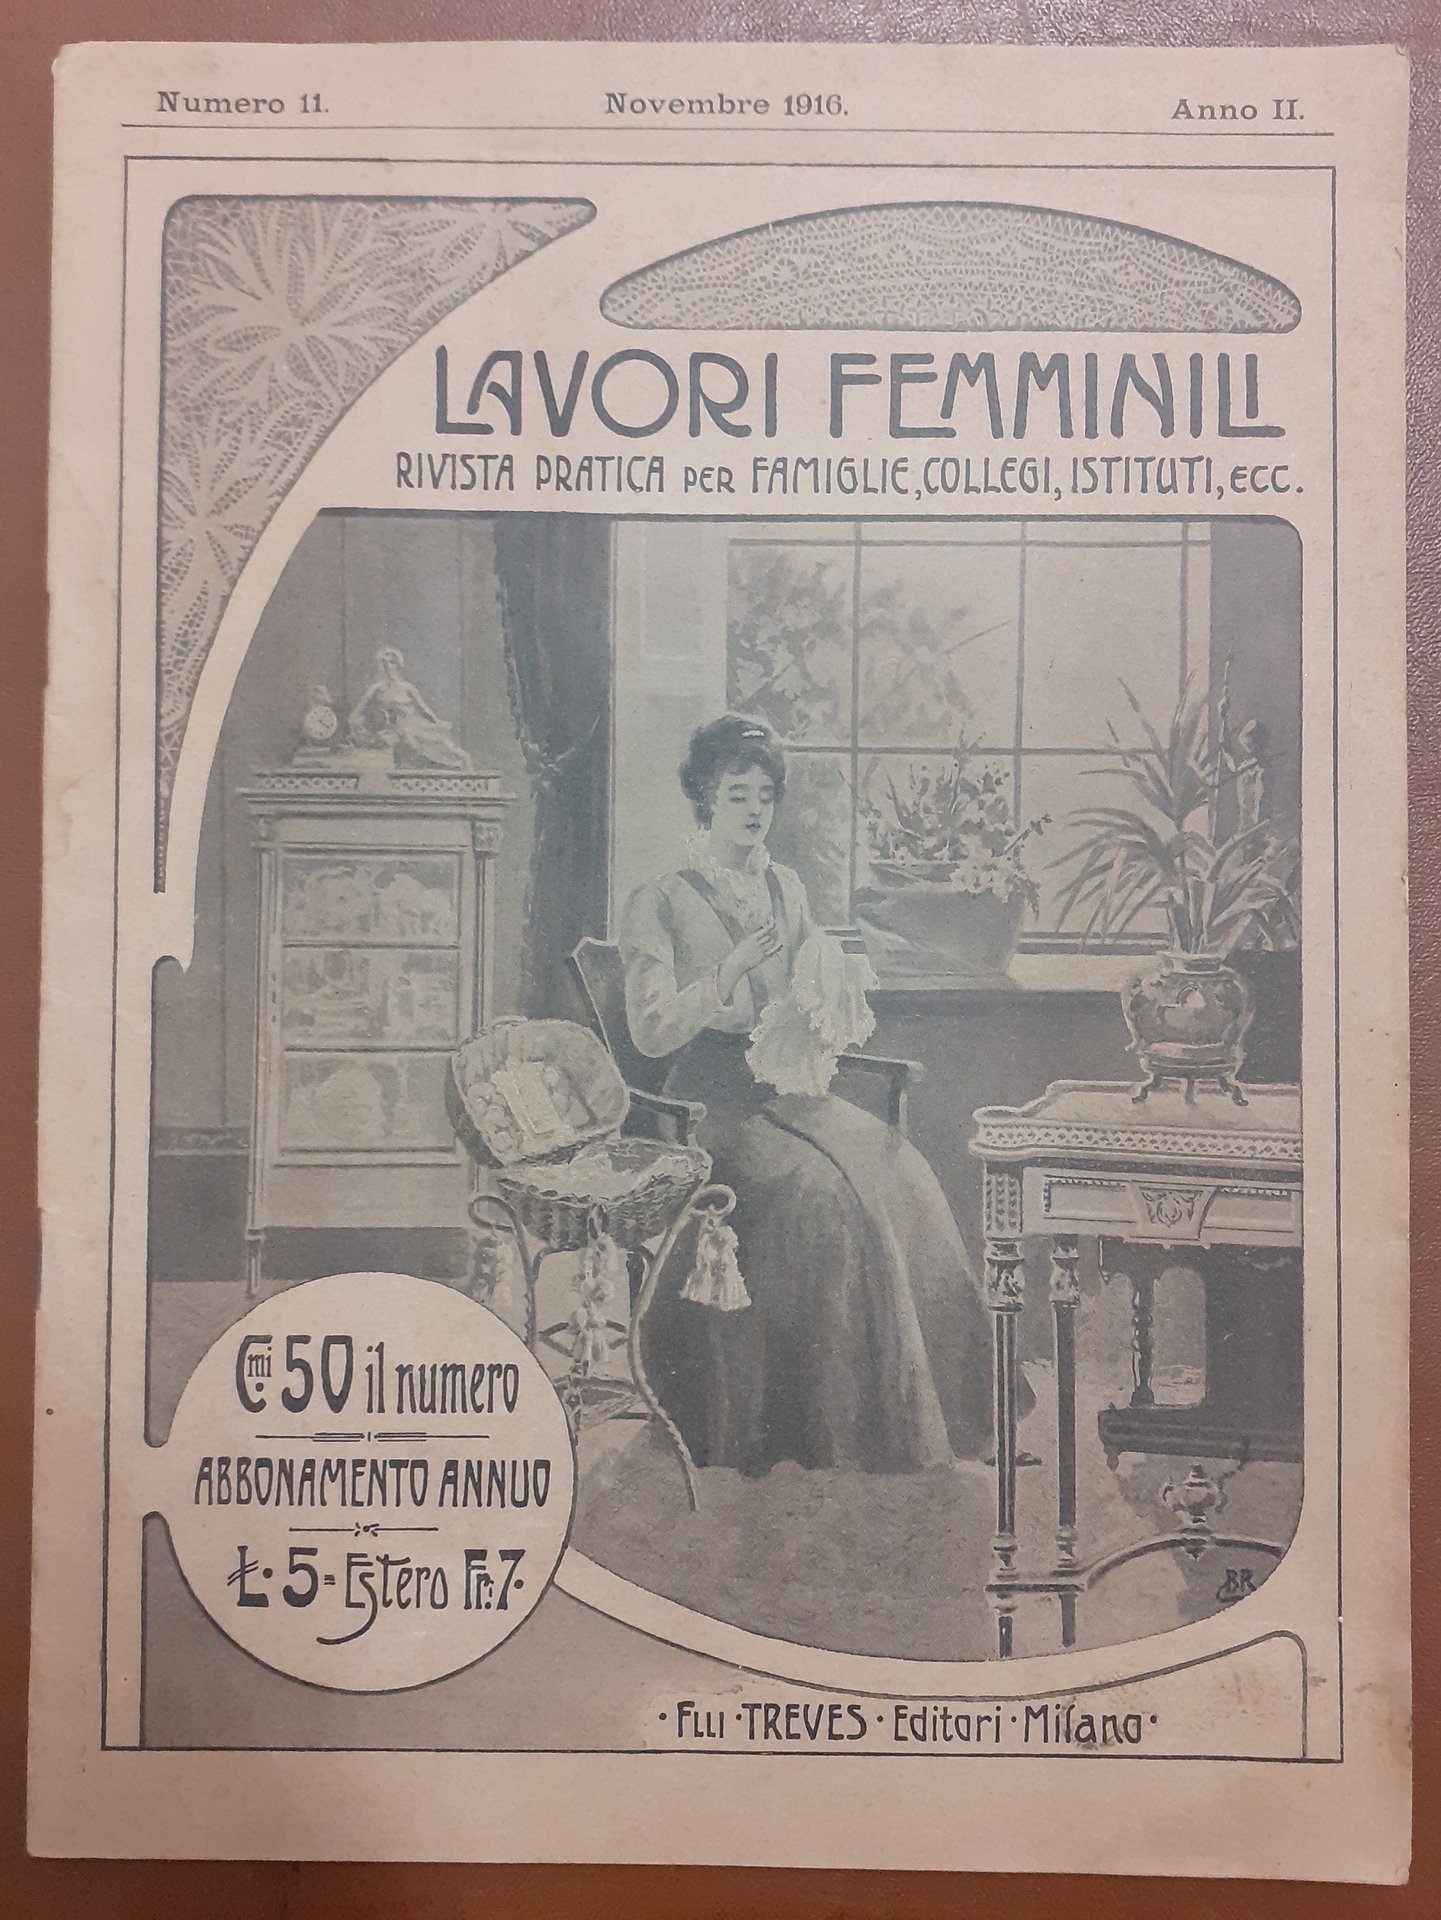 Numero 11. Novembre 1916. Anno II.
LAVORI FEMMINILI
RIVISTA PRATICA PER FAMIGLIE, COLLEGI, ISTITUTI, ECC.
Cmi. 50 il numero
ABBONAMENTO ANNUO
Ł. 5 = Estero Fr: 7.
BR
· FLLI · TREVES · Editori · Milano ·